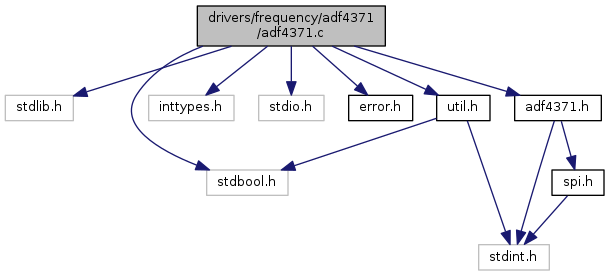 drivers/frequency/adf4371
/adf4371.c
stdlib.h
inttypes.h
stdio.h
error.h
util.h
adf4371.h
stdbool.h
spi.h
stdint.h